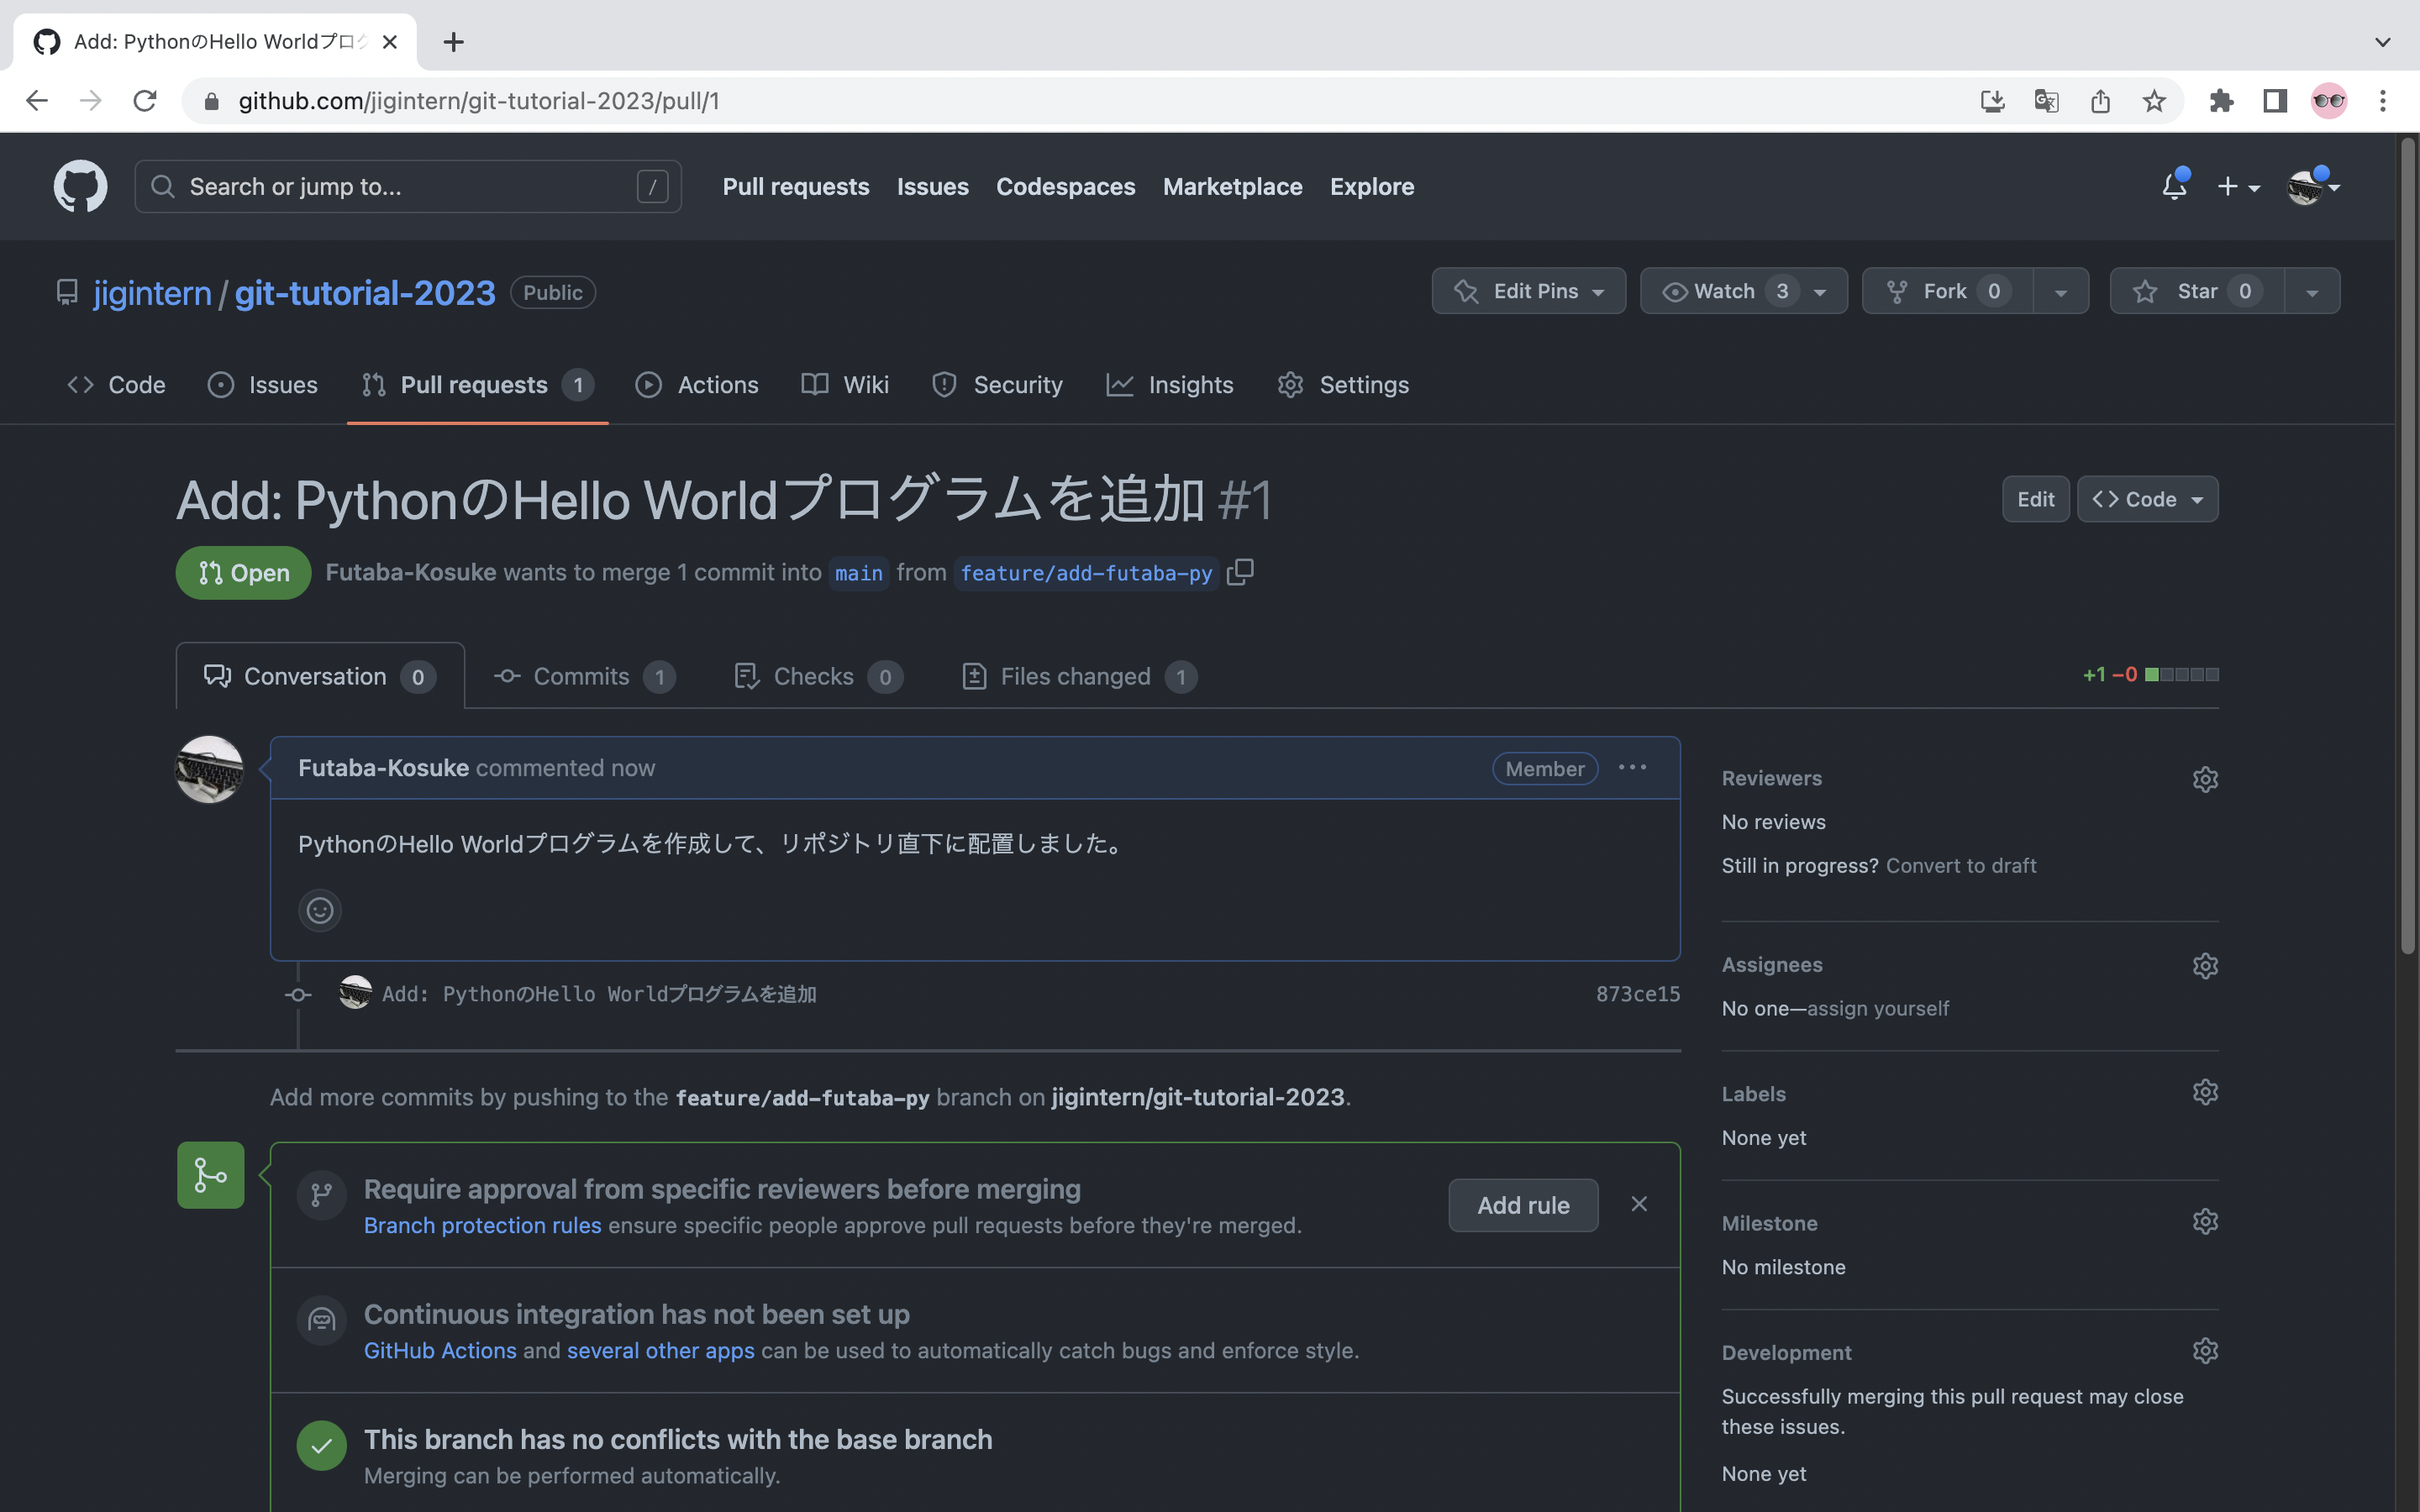 Add: PythonのHello Worldプログ
github.com/jigintern/git-tutorial-2023/pull/1
Search or jump to... /
Pull requests Issues Codespaces Marketplace Explore
jigintern / git-tutorial-2023 Public
Edit Pins Watch 3 Fork 0 Star 0
Code Issues Pull requests 1 Actions Wiki Security Insights Settings
Add: PythonのHello Worldプログラムを追加 #1
Edit Code
Open Futaba-Kosuke wants to merge 1 commit into main from feature/add-futaba-py
Conversation 0 Commits 1 Checks 0 Files changed 1
+1 −0
Futaba-Kosuke commented now Member
PythonのHello Worldプログラムを作成して、リポジトリ直下に配置しました。
Add: PythonのHello Worldプログラムを追加 873ce15
Add more commits by pushing to the feature/add-futaba-py branch on jigintern/git-tutorial-2023.
Require approval from specific reviewers before merging
Branch protection rules ensure specific people approve pull requests before they're merged.
Add rule
Continuous integration has not been set up
GitHub Actions and several other apps can be used to automatically catch bugs and enforce style.
This branch has no conflicts with the base branch
Merging can be performed automatically.
Reviewers
No reviews
Still in progress? Convert to draft
Assignees
No one—assign yourself
Labels
None yet
Milestone
No milestone
Development
Successfully merging this pull request may close
these issues.
None yet